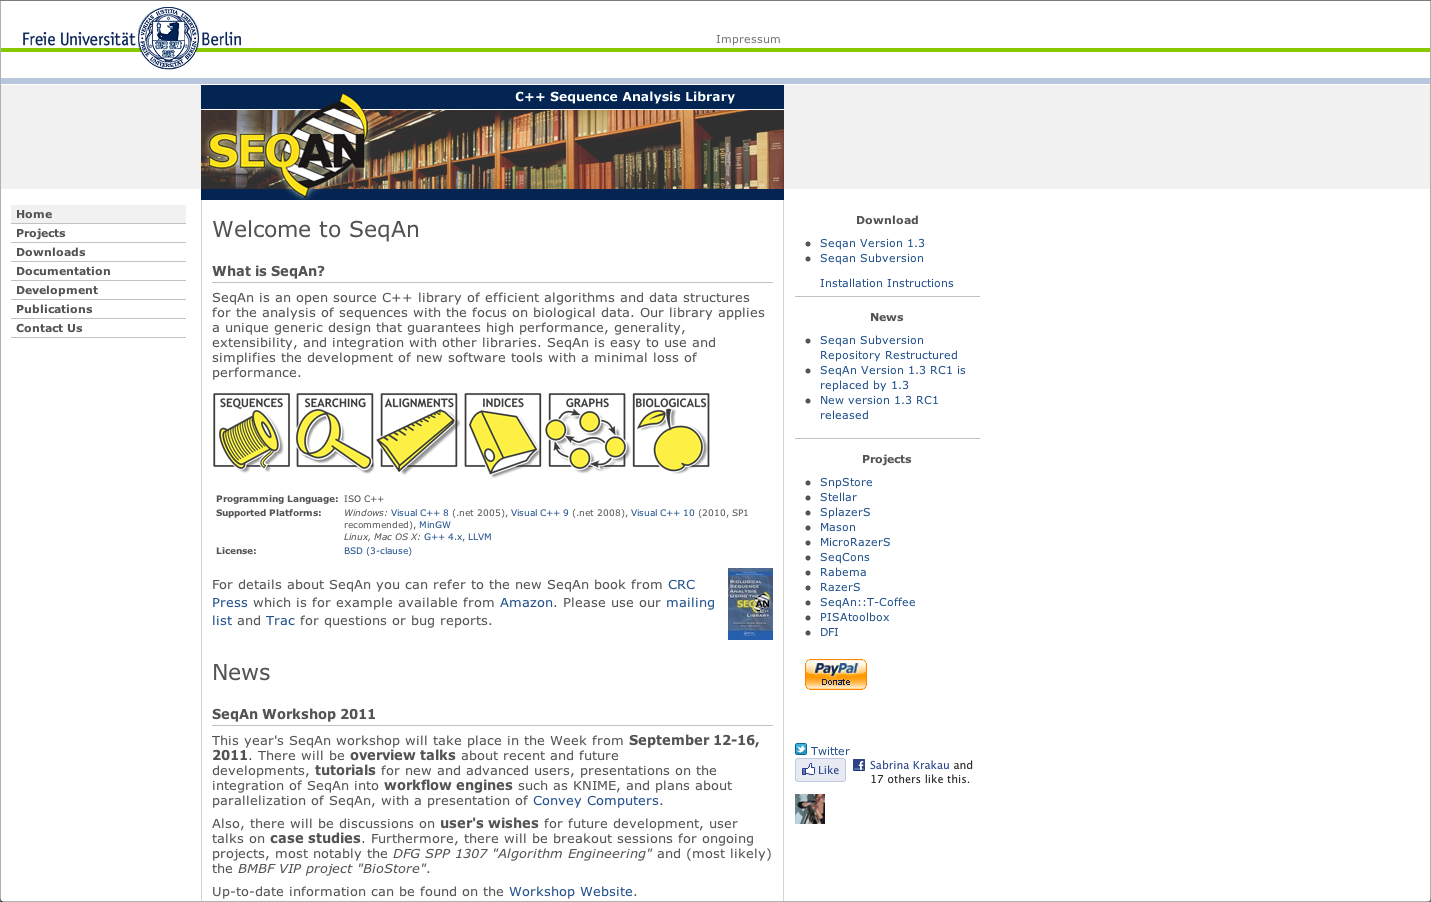 Freie Universität Berlin
Impressum
C++ Sequence Analysis Library
SEQAN
Home
Projects
Downloads
Documentation
Development
Publications
Contact Us
Welcome to SeqAn
What is SeqAn?
SeqAn is an open source C++ library of efficient algorithms and data structures
for the analysis of sequences with the focus on biological data. Our library applies
a unique generic design that guarantees high performance, generality,
extensibility, and integration with other libraries. SeqAn is easy to use and
simplifies the development of new software tools with a minimal loss of
performance.
SEQUENCES SEARCHING ALIGNMENTS INDICES GRAPHS BIOLOGICALS
Programming Language: ISO C++
Supported Platforms: Windows: Visual C++ 8 (.net 2005), Visual C++ 9 (.net 2008), Visual C++ 10 (2010, SP1
recommended), MinGW
Linux, Mac OS X: G++ 4.x, LLVM
License: BSD (3-clause)
For details about SeqAn you can refer to the new SeqAn book from CRC
Press which is for example available from Amazon. Please use our mailing
list and Trac for questions or bug reports.
BIOLOGICAL
SEQUENCE
ANALYSIS
USING THE
SEQAN
C++
LIBRARY
News
SeqAn Workshop 2011
This year's SeqAn workshop will take place in the Week from September 12-16,
2011. There will be overview talks about recent and future
developments, tutorials for new and advanced users, presentations on the
integration of SeqAn into workflow engines such as KNIME, and plans about
parallelization of SeqAn, with a presentation of Convey Computers.
Also, there will be discussions on user's wishes for future development, user
talks on case studies. Furthermore, there will be breakout sessions for ongoing
projects, most notably the DFG SPP 1307 "Algorithm Engineering" and (most likely)
the BMBF VIP project "BioStore".
Up-to-date information can be found on the Workshop Website.
Download
Seqan Version 1.3
Seqan Subversion
Installation Instructions
News
Seqan Subversion
Repository Restructured
SeqAn Version 1.3 RC1 is
replaced by 1.3
New version 1.3 RC1
released
Projects
SnpStore
Stellar
SplazerS
Mason
MicroRazerS
SeqCons
Rabema
RazerS
SeqAn::T-Coffee
PISAtoolbox
DFI
PayPal
Donate
Twitter
Like Sabrina Krakau and
17 others like this.